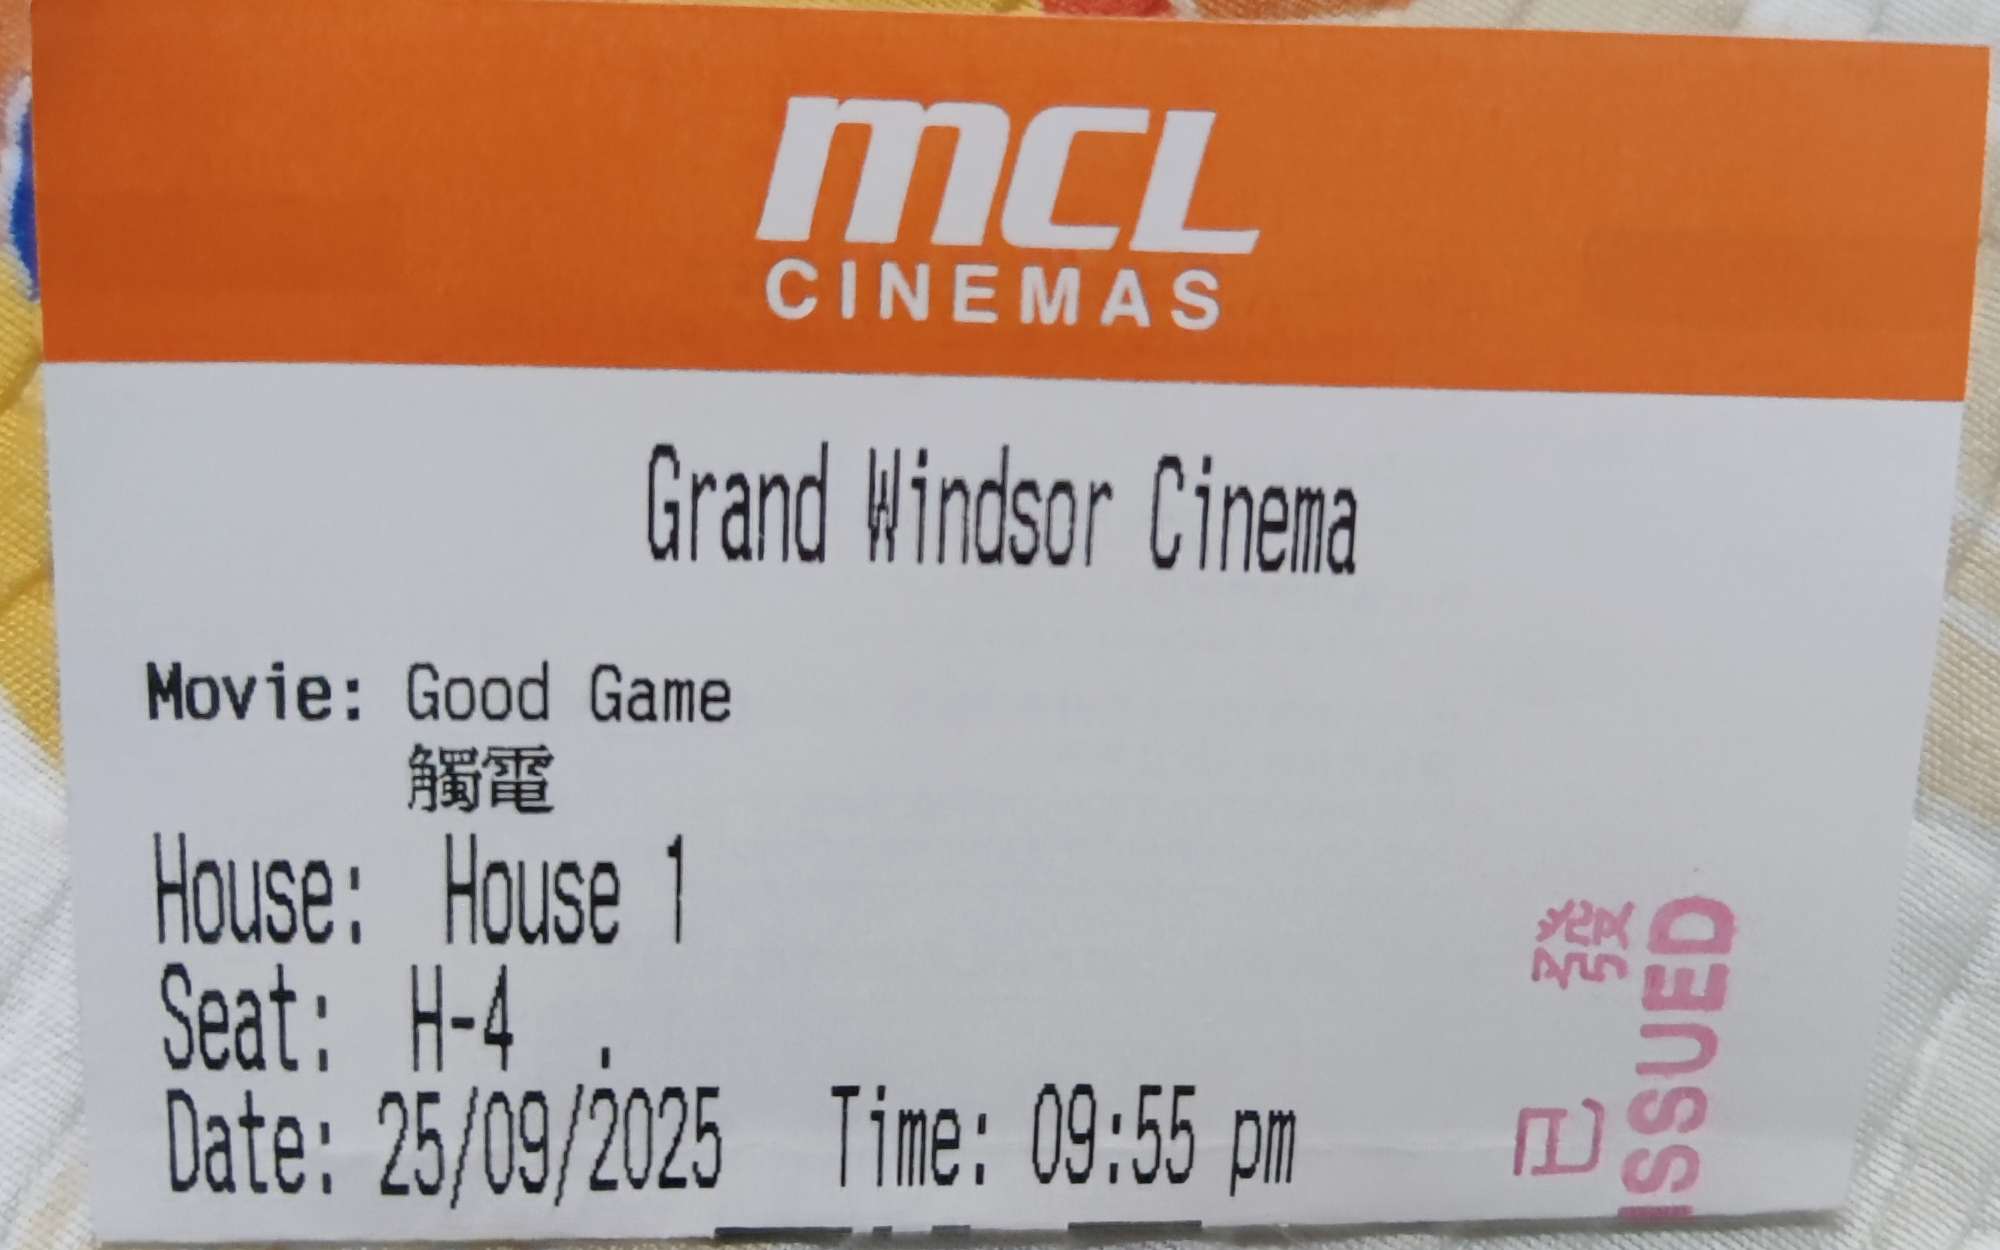 mCL
CINEMAS
Grand Windsor Cinema
Movie: Good Game
觸電
House: House 1
Seat: H-4 .
Date: 25/09/2025 Time: 09:55 pm
已發
ISSUED